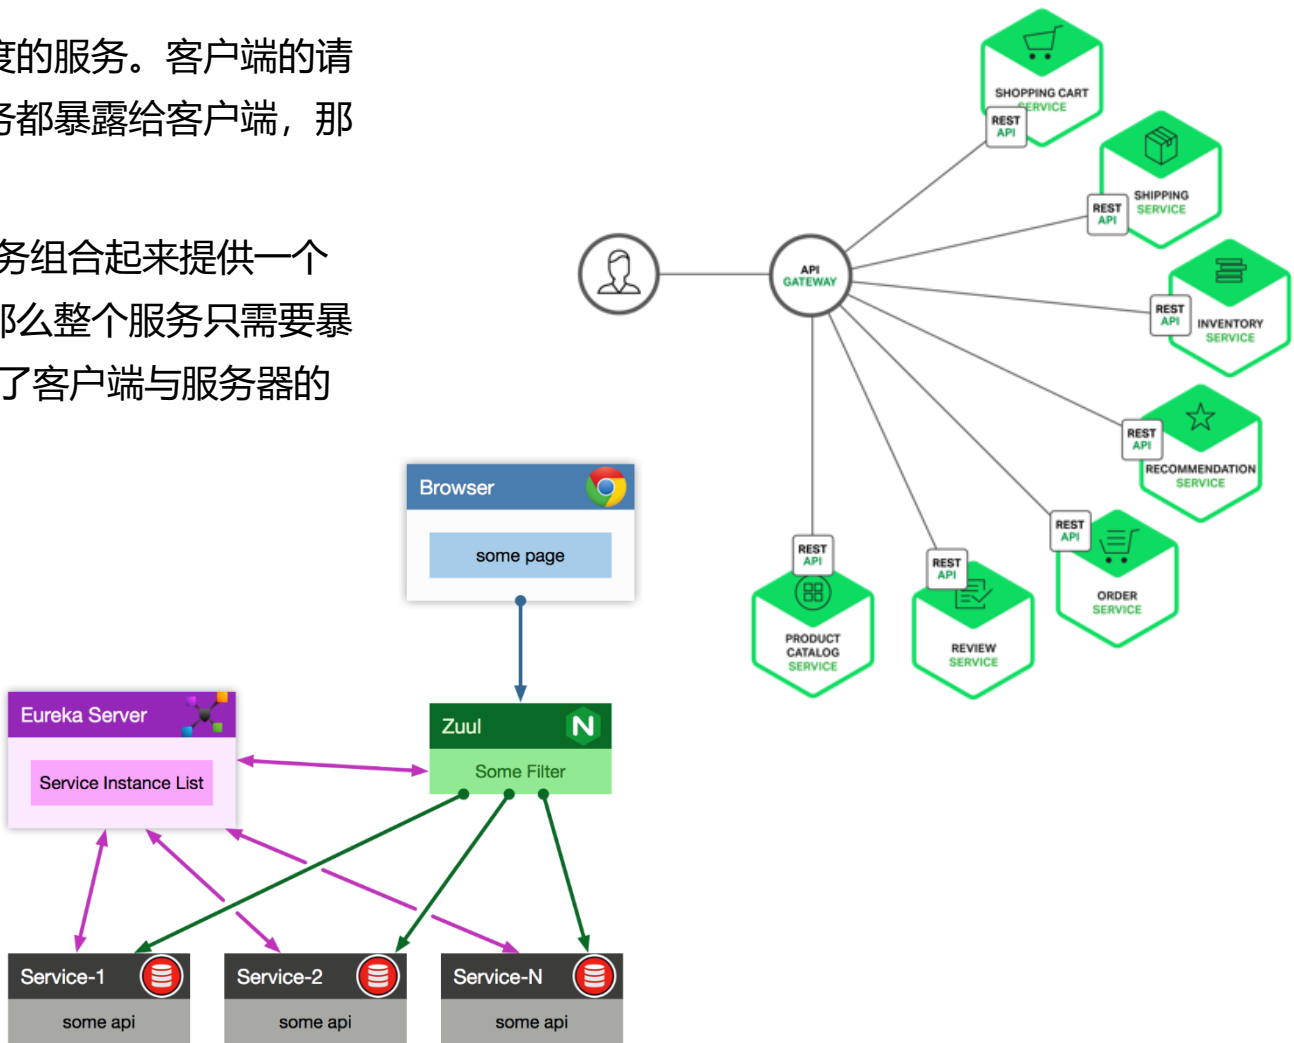 度的服务。客户端的请
务都暴露给客户端，那
务组合起来提供一个
那么整个服务只需要暴
了客户端与服务器的
SHOPPING CART
SERVICE
REST
API
SHIPPING
SERVICE
REST
API
API
GATEWAY
INVENTORY
SERVICE
REST
API
RECOMMENDATION
SERVICE
REST
API
ORDER
SERVICE
REST
API
REVIEW
SERVICE
REST
API
PRODUCT
CATALOG
SERVICE
REST
API
Browser
some page
Eureka Server
Service Instance List
Zuul
N
Some Filter
Service-1
some api
Service-2
some api
Service-N
some api